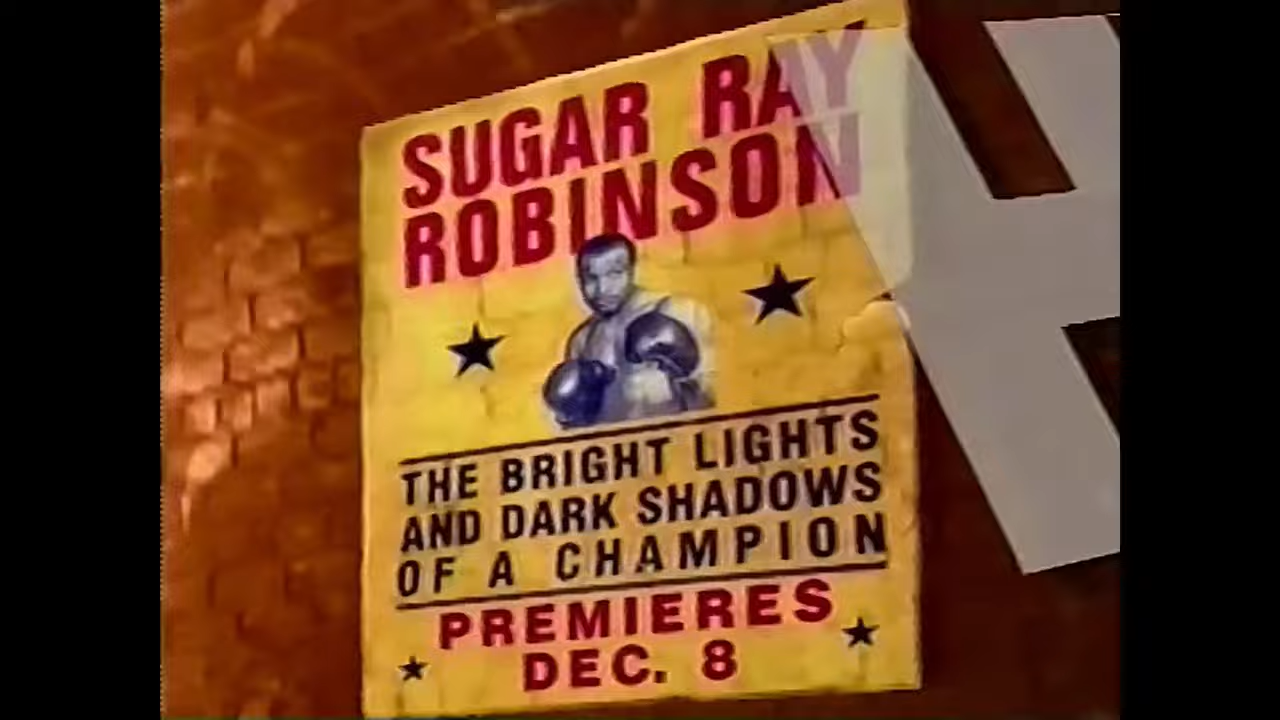 SUGAR RAY
ROBINSON
THE BRIGHT LIGHTS
AND DARK SHADOWS
OF A CHAMPION
PREMIERES
DEC. 8